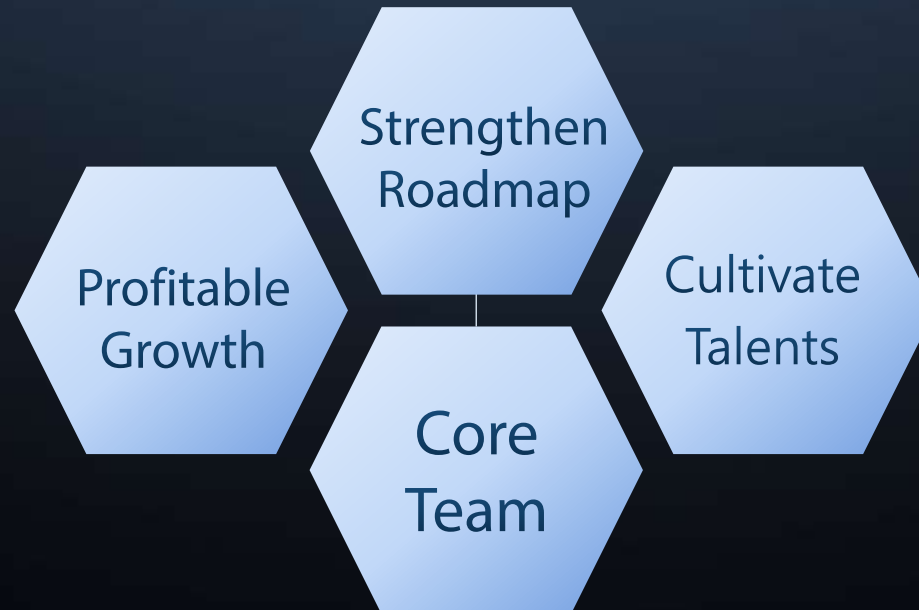 Strengthen
Roadmap
Profitable
Growth
Cultivate
Talents
Core
Team